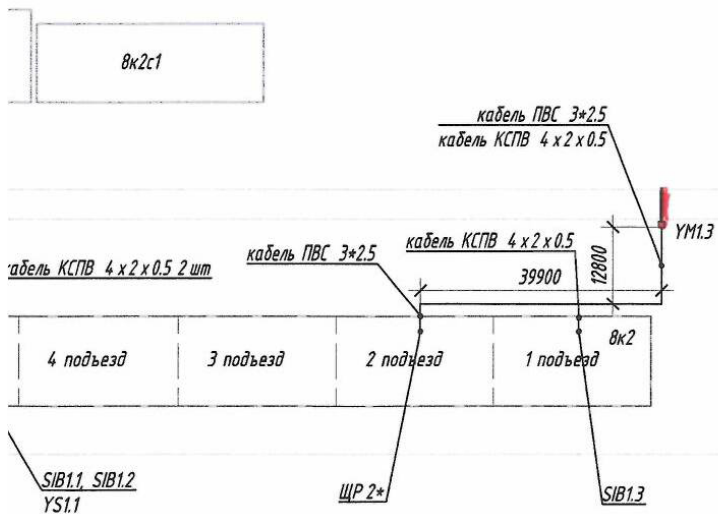 8к2с1
кабель ПВС 3*2.5
кабель КСПВ 4 x 2 x 0.5
YM1.3
кабель КСПВ 4 x 2 x 0.5 2 шт
кабель ПВС 3*2.5
кабель КСПВ 4 x 2 x 0.5
39900
12800
8к2
4 подъезд
3 подъезд
2 подъезд
1 подъезд
SIB1.1, SIB1.2
YS1.1
ЩР 2*
SIB1.3